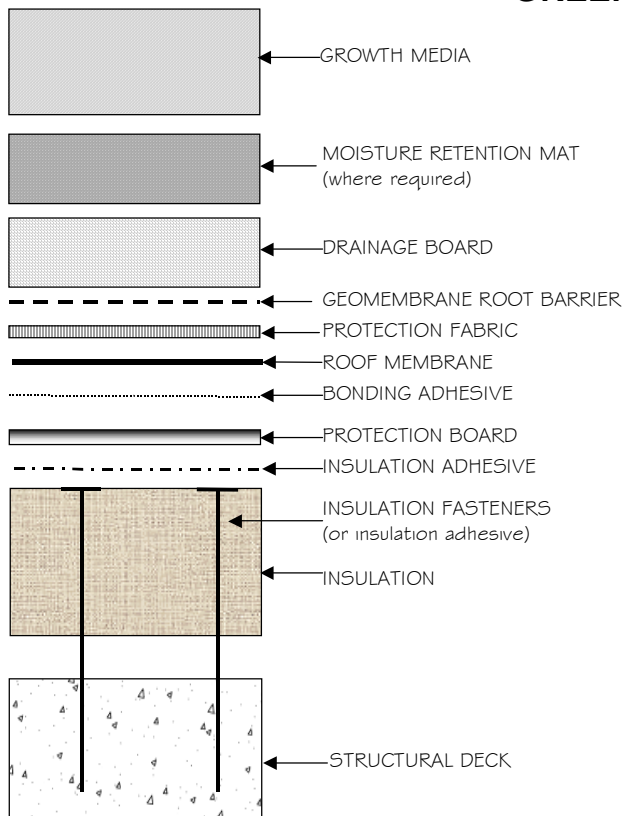 GROWTH MEDIA
MOISTURE RETENTION MAT
(where required)
DRAINAGE BOARD
GEOMEMBRANE ROOT BARRIER
PROTECTION FABRIC
ROOF MEMBRANE
BONDING ADHESIVE
PROTECTION BOARD
INSULATION ADHESIVE
INSULATION FASTENERS
(or insulation adhesive)
INSULATION
STRUCTURAL DECK